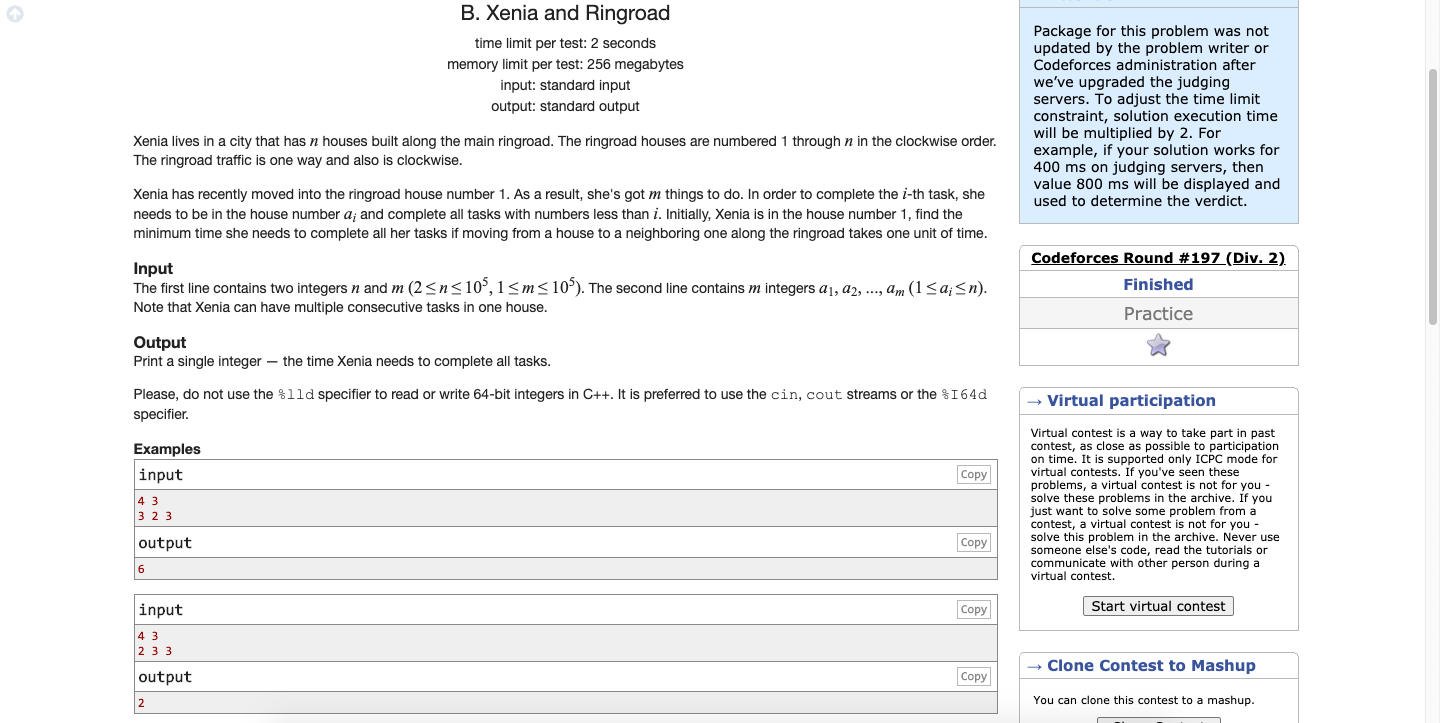 B. Xenia and Ringroad
time limit per test: 2 seconds
memory limit per test: 256 megabytes
input: standard input
output: standard output
Xenia lives in a city that has n houses built along the main ringroad. The ringroad houses are numbered 1 through n in the clockwise order.
The ringroad traffic is one way and also is clockwise.
Xenia has recently moved into the ringroad house number 1. As a result, she's got m things to do. In order to complete the i-th task, she
needs to be in the house number aᵢ and complete all tasks with numbers less than i. Initially, Xenia is in the house number 1, find the
minimum time she needs to complete all her tasks if moving from a house to a neighboring one along the ringroad takes one unit of time.
Input
The first line contains two integers n and m (2 ≤ n ≤ 10⁵, 1 ≤ m ≤ 10⁵). The second line contains m integers a₁, a₂, ..., aₘ (1 ≤ aᵢ ≤ n).
Note that Xenia can have multiple consecutive tasks in one house.
Output
Print a single integer — the time Xenia needs to complete all tasks.
Please, do not use the %lld specifier to read or write 64-bit integers in C++. It is preferred to use the cin, cout streams or the %I64d
specifier.
Examples
input
Copy
4 3
3 2 3
output
Copy
6
input
Copy
4 3
2 3 3
output
Copy
2
Package for this problem was not
updated by the problem writer or
Codeforces administration after
we've upgraded the judging
servers. To adjust the time limit
constraint, solution execution time
will be multiplied by 2. For
example, if your solution works for
400 ms on judging servers, then
value 800 ms will be displayed and
used to determine the verdict.
Codeforces Round #197 (Div. 2)
Finished
Practice
→ Virtual participation
Virtual contest is a way to take part in past
contest, as close as possible to participation
on time. It is supported only ICPC mode for
virtual contests. If you've seen these
problems, a virtual contest is not for you -
solve these problems in the archive. If you
just want to solve some problem from a
contest, a virtual contest is not for you -
solve this problem in the archive. Never use
someone else's code, read the tutorials or
communicate with other person during a
virtual contest.
Start virtual contest
→ Clone Contest to Mashup
You can clone this contest to a mashup.